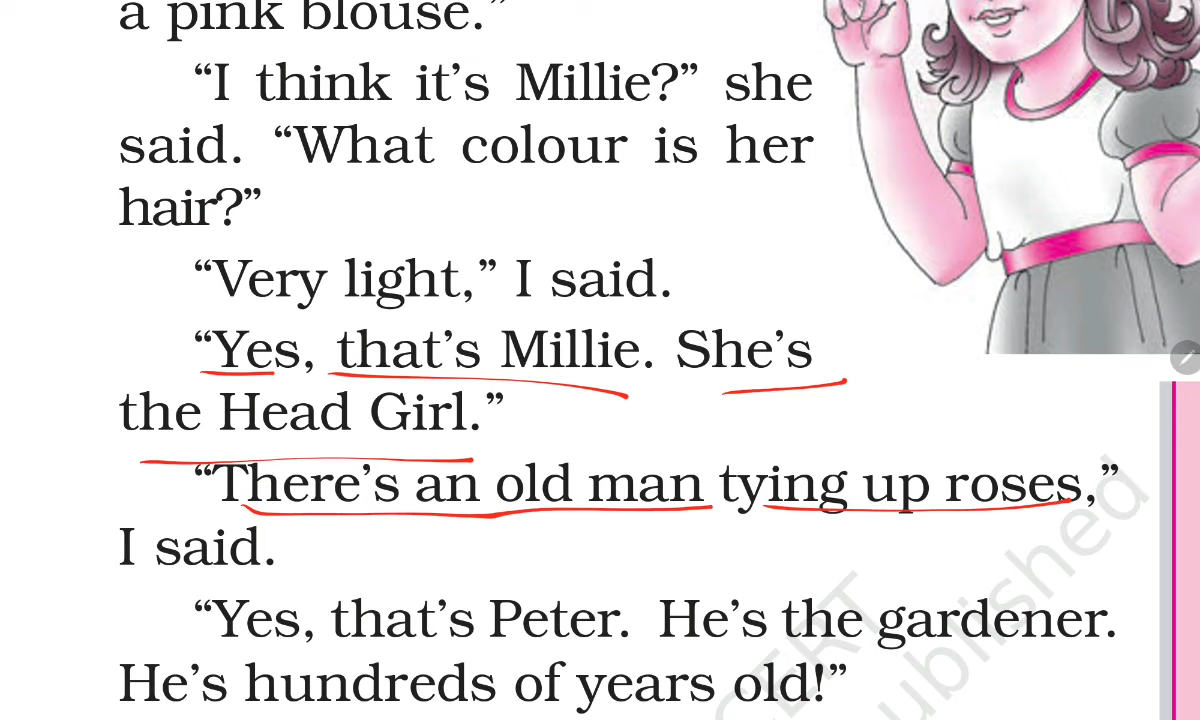 a pink blouse.”
“I think it’s Millie?” she
said. “What colour is her
hair?”
“Very light,” I said.
“Yes, that’s Millie. She’s
the Head Girl.”
“There’s an old man tying up roses,”
I said.
“Yes, that’s Peter. He’s the gardener.
He’s hundreds of years old!”